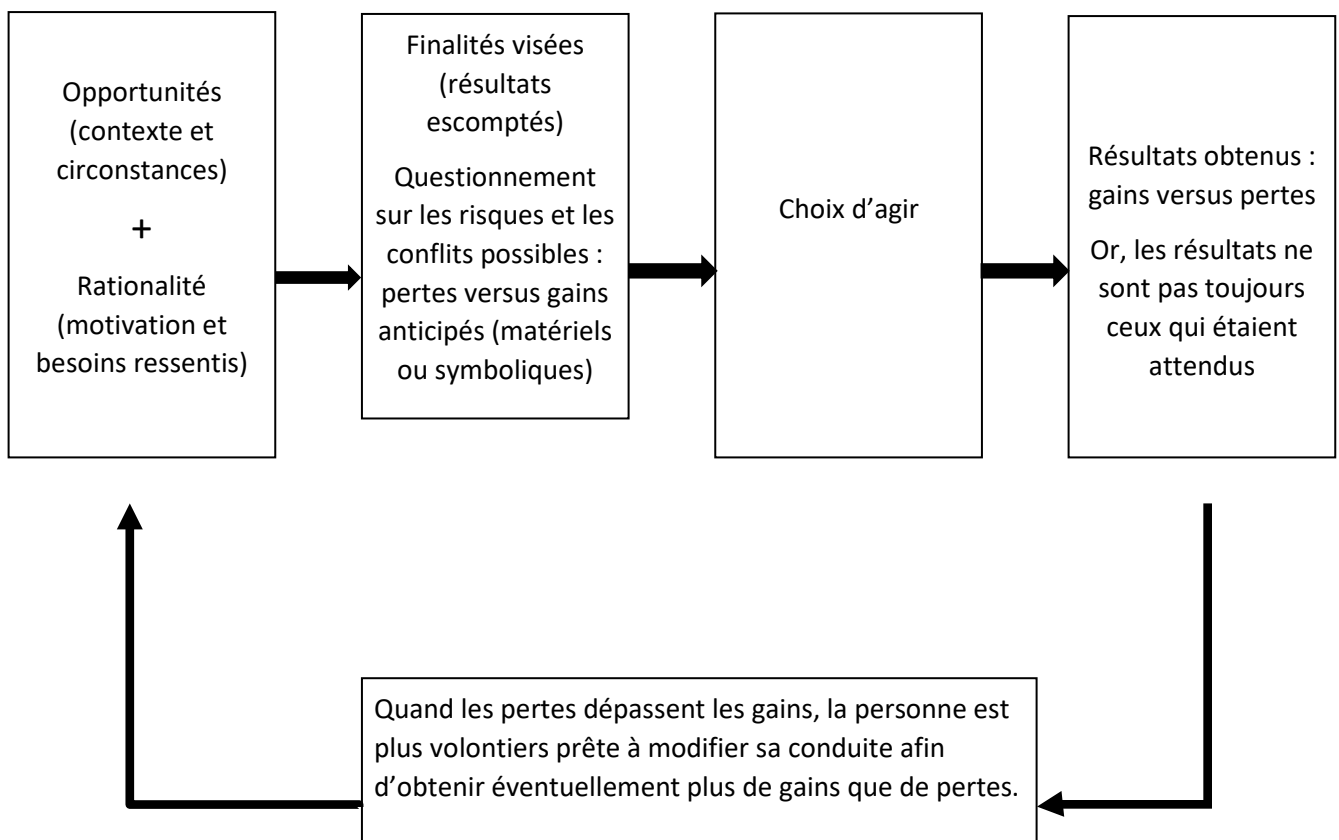 Opportunités
(contexte et
circonstances)
+
Rationalité
(motivation et
besoins ressentis)
Finalités visées
(résultats
escomptés)
Questionnement
sur les risques et les
conflits possibles :
pertes versus gains
anticipés (matériels
ou symboliques)
Choix d’agir
Résultats obtenus :
gains versus pertes
Or, les résultats ne
sont pas toujours
ceux qui étaient
attendus
Quand les pertes dépassent les gains, la personne est
plus volontiers prête à modifier sa conduite afin
d’obtenir éventuellement plus de gains que de pertes.